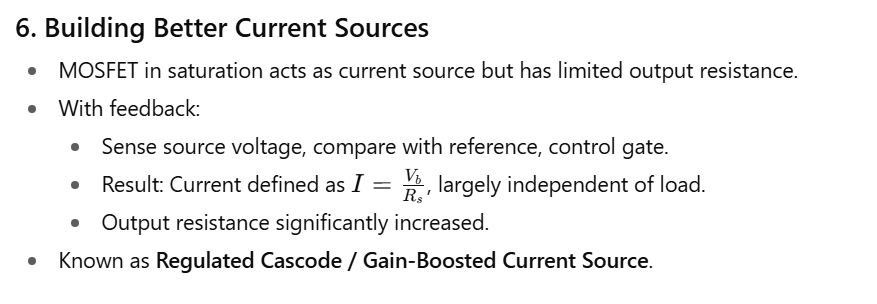 6. Building Better Current Sources
• MOSFET in saturation acts as current source but has limited output resistance.
• With feedback:
• Sense source voltage, compare with reference, control gate.
• Result: Current defined as $I = \frac{V_b}{R_s}$, largely independent of load.
• Output resistance significantly increased.
• Known as Regulated Cascode / Gain-Boosted Current Source.